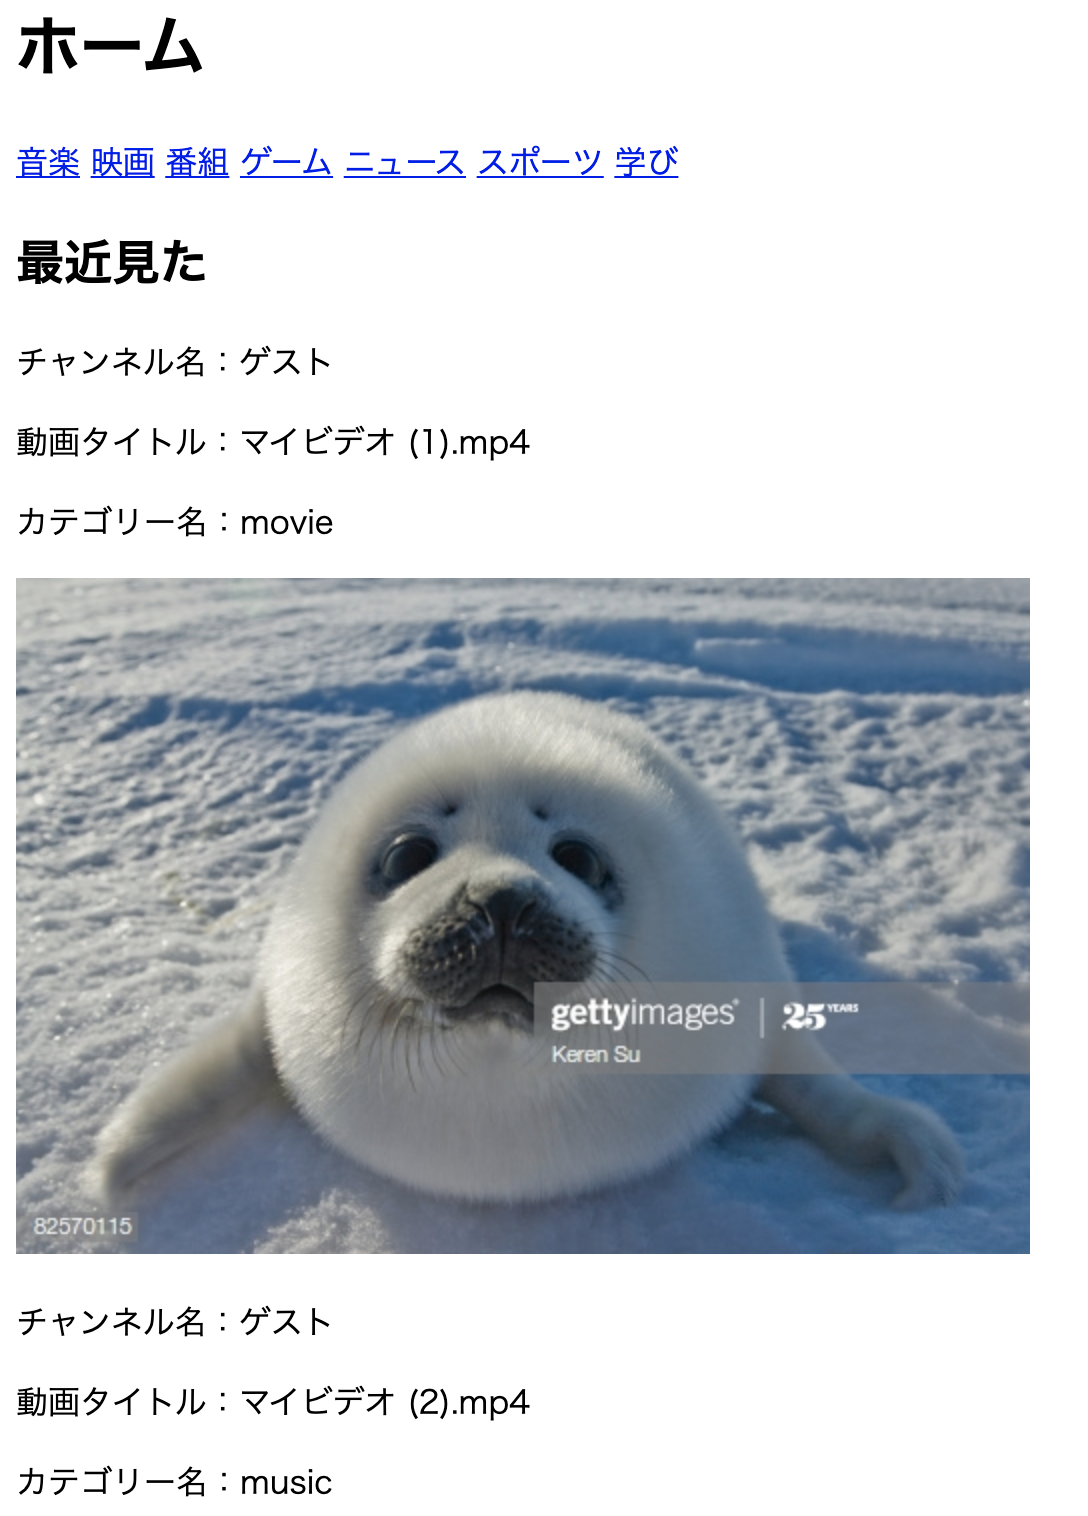 ホーム
音楽 映画 番組 ゲーム ニュース スポーツ 学び
最近見た
チャンネル名：ゲスト
動画タイトル：マイビデオ (1).mp4
カテゴリー名：movie
gettyimages® | 25 YEARS
Keren Su
82570115
チャンネル名：ゲスト
動画タイトル：マイビデオ (2).mp4
カテゴリー名：music